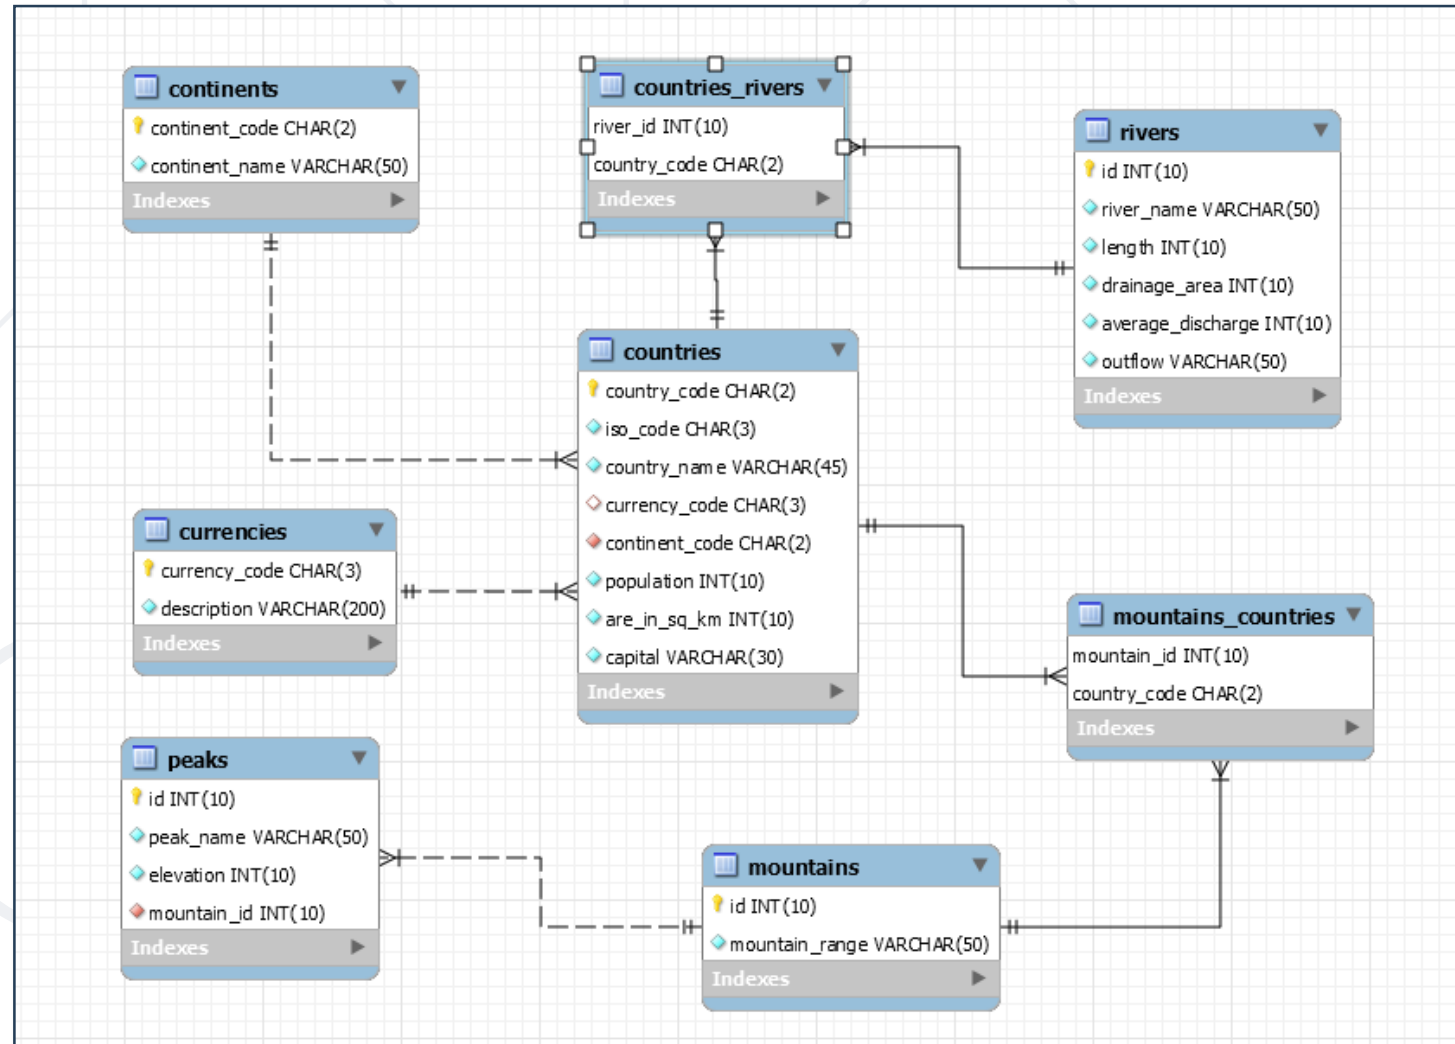 continents
continent_code CHAR(2)
continent_name VARCHAR(50)
Indexes
countries_rivers
river_id INT(10)
country_code CHAR(2)
Indexes
rivers
id INT(10)
river_name VARCHAR(50)
length INT(10)
drainage_area INT(10)
average_discharge INT(10)
outflow VARCHAR(50)
Indexes
countries
country_code CHAR(2)
iso_code CHAR(3)
country_name VARCHAR(45)
currency_code CHAR(3)
continent_code CHAR(2)
population INT(10)
are_in_sq_km INT(10)
capital VARCHAR(30)
Indexes
currencies
currency_code CHAR(3)
description VARCHAR(200)
Indexes
mountains_countries
mountain_id INT(10)
country_code CHAR(2)
Indexes
peaks
id INT(10)
peak_name VARCHAR(50)
elevation INT(10)
mountain_id INT(10)
Indexes
mountains
id INT(10)
mountain_range VARCHAR(50)
Indexes